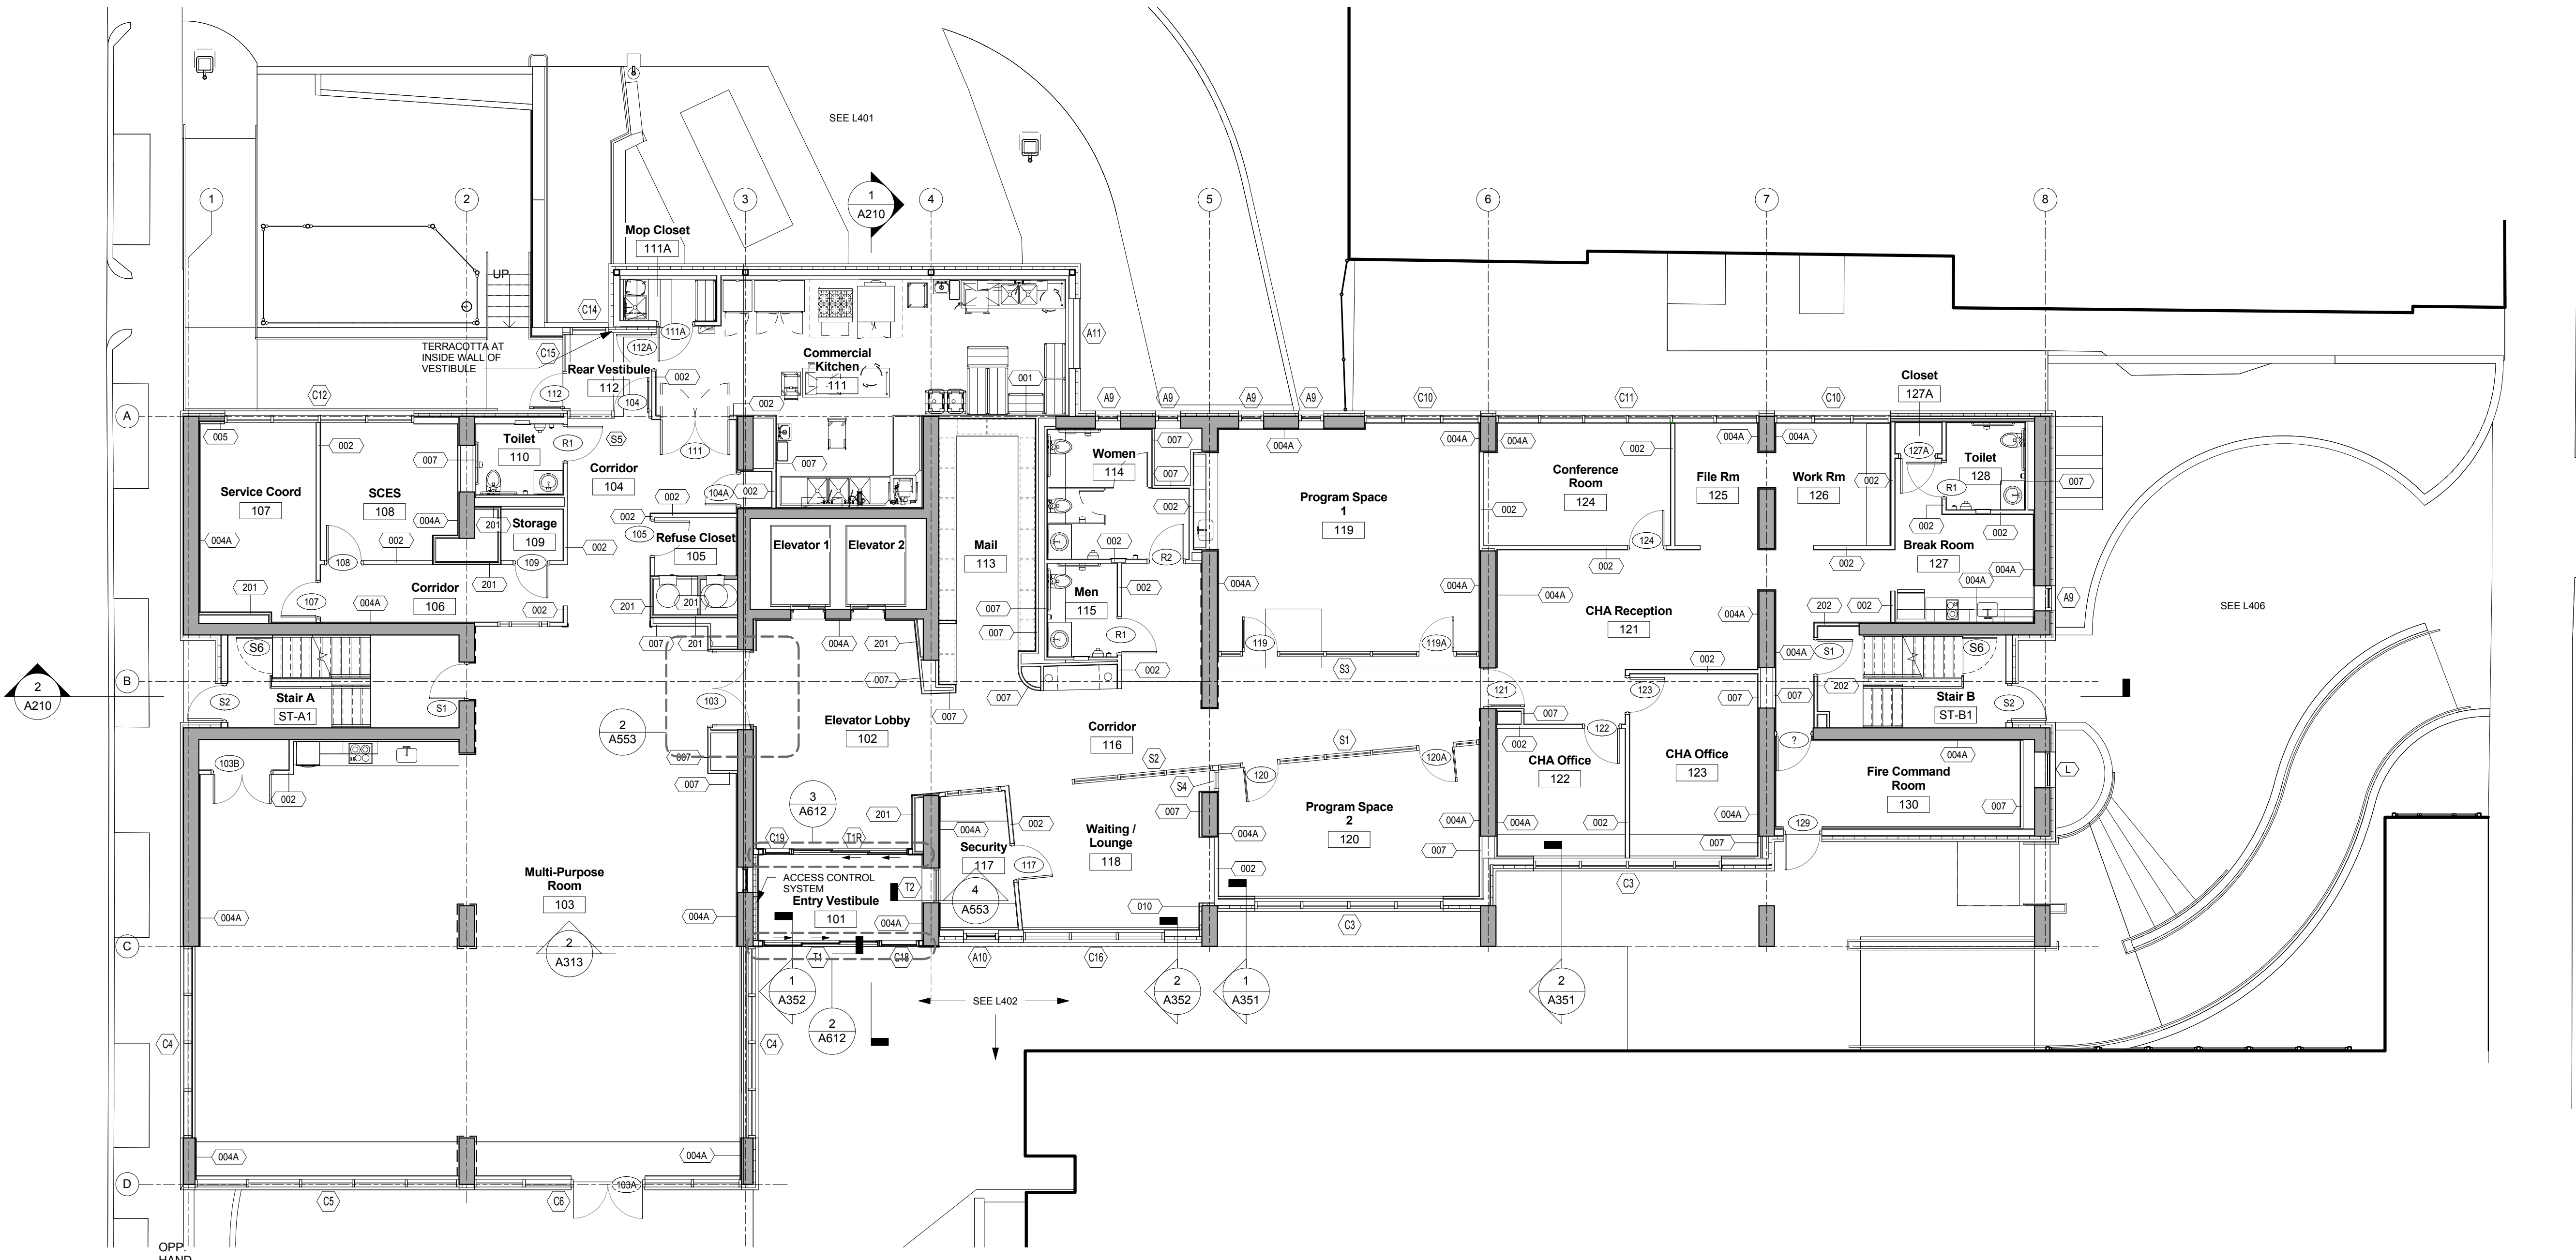 SEE L401
1
2
3
4
5
6
7
8
1
A210
Mop Closet
111A
UP
C14
111A
112A
TERRACOTTA AT
INSIDE WALL OF
VESTIBULE
C15
Rear Vestibule
112
112
002
104
Commercial
Kitchen
111
001
A11
002
Closet
127A
A
C12
A9
A9
A9
A9
C10
C11
C10
005
002
Toilet
110
R1
S5
007
111
Corridor
104
007
Women
114
007
007
004A
004A
004A
002
004A
004A
127A
Toilet
128
R1
007
Service Coord
107
SCES
108
104A
002
002
Program Space
1
119
Conference
Room
124
File Rm
125
Work Rm
126
002
004A
201
Storage
109
002
002
002
105
Refuse Closet
105
Elevator 1
Elevator 2
Mail
113
002
R2
002
002
124
002
002
002
Break Room
127
004A
002
002
108
109
201
002
Corridor
106
107
004A
201
002
201
201
007
Men
115
002
004A
004A
004A
CHA Reception
121
004A
004A
202
002
A9
SEE L406
007
201
004A
201
007
R1
002
119
119A
S3
002
004A
S1
S6
S6
2
A210
B
S2
Stair A
ST-A1
S1
103
007
007
007
121
123
007
007
202
Stair B
ST-B1
S2
2
A553
Elevator Lobby
102
Corridor
116
S1
S2
007
002
122
?
007
007
103B
002
3
A612
120
120A
S4
CHA Office
122
CHA Office
123
004A
Fire Command
Room
130
L
007
201
004A
002
007
Program Space
2
120
004A
004A
004A
002
004A
007
129
C19
T1R
Security
117
117
Waiting /
Lounge
118
007
007
Multi-Purpose
Room
103
ACCESS CONTROL
SYSTEM
T2
Entry Vestibule
101
004A
4
A553
002
010
C3
C3
004A
004A
C
2
A313
T1
C18
A10
C16
1
A352
SEE L402
2
A352
1
A351
2
A351
2
A612
C4
C4
004A
004A
D
C5
C6
103A
OPP.
HAND